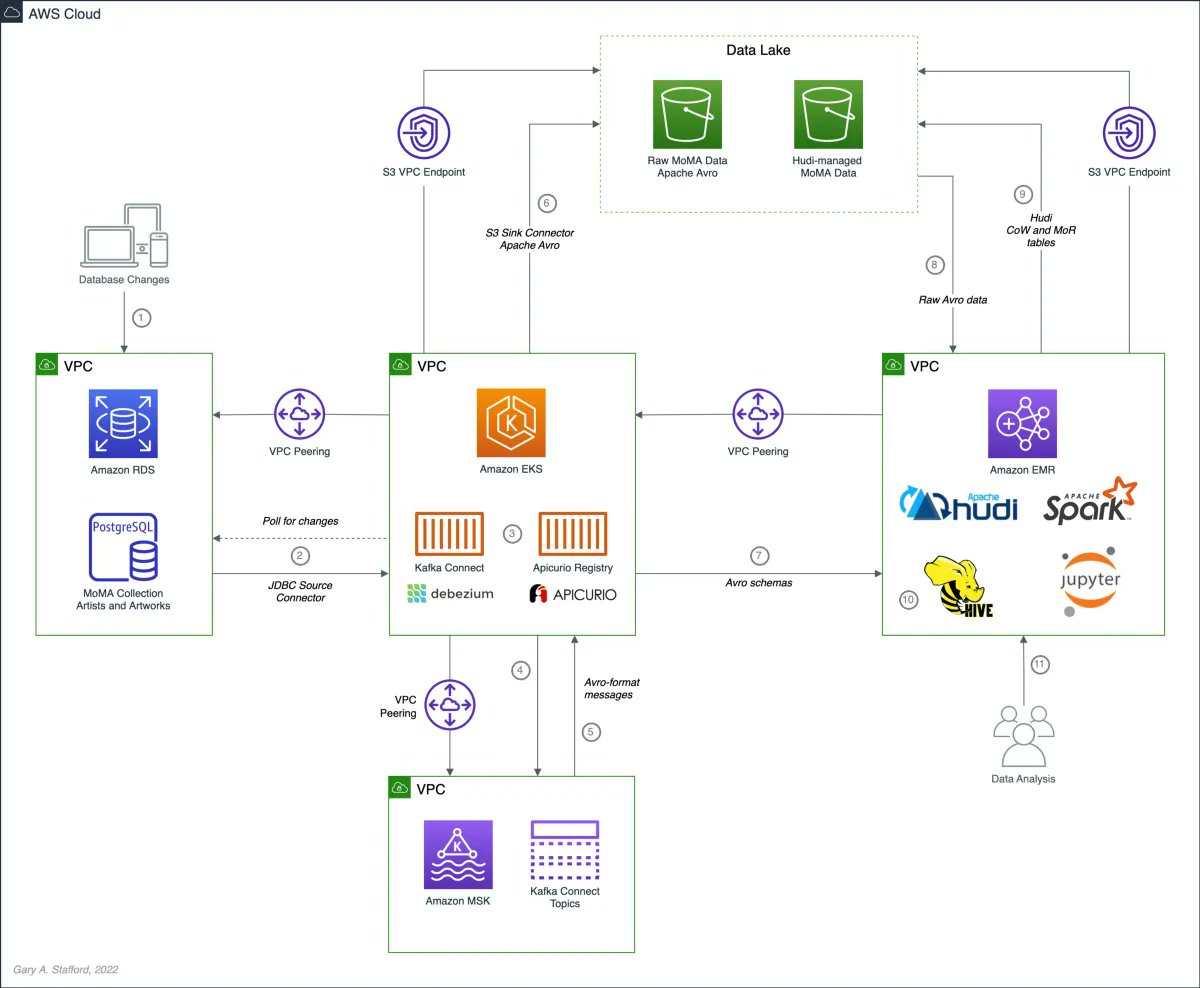 AWS Cloud
Data Lake
Raw MoMA Data
Apache Avro
Hudi-managed
MoMA Data
S3 VPC Endpoint
S3 VPC Endpoint
6
S3 Sink Connector
Apache Avro
9
Hudi
CoW and MoR
tables
8
Raw Avro data
Database Changes
1
VPC
Amazon RDS
PostgreSQL
MoMA Collection
Artists and Artworks
VPC Peering
Poll for changes
2
JDBC Source
Connector
VPC
K
Amazon EKS
Kafka Connect
3
Apicurio Registry
debezium
APICURIO
VPC Peering
7
Avro schemas
VPC
Amazon EMR
Apache
hudi
APACHE
Spark
TM
10
HIVE
jupyter
VPC
Peering
4
Avro-format
messages
5
11
Data Analysis
VPC
K
Amazon MSK
Kafka Connect
Topics
Gary A. Stafford, 2022